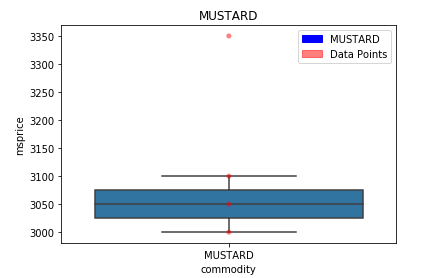 MUSTARD
MUSTARD
Data Points
3350
3300
3250
3200
3150
3100
3050
3000
msprice
MUSTARD
commodity